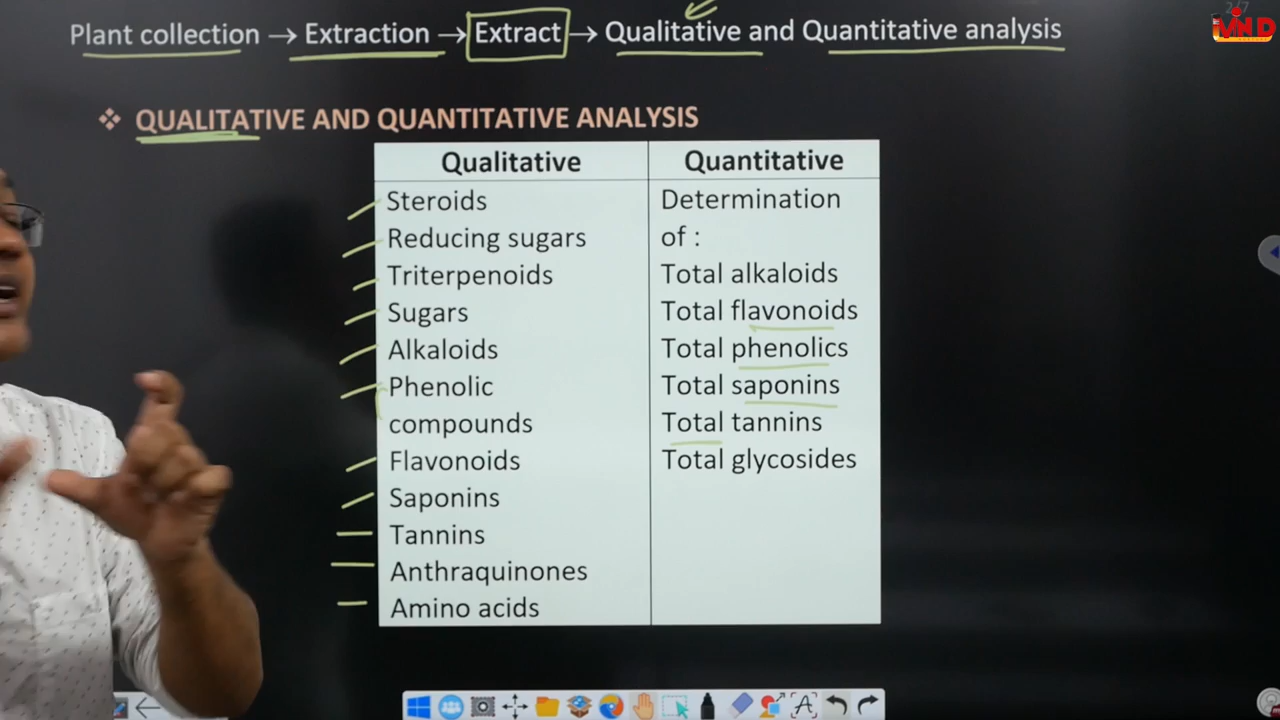 Plant collection → Extraction → Extract → Qualitative and Quantitative analysis
❖ QUALITATIVE AND QUANTITATIVE ANALYSIS
Qualitative Quantitative
Steroids Determination
Reducing sugars of :
Triterpenoids Total alkaloids
Sugars Total flavonoids
Alkaloids Total phenolics
Phenolic Total saponins
compounds Total tannins
Flavonoids Total glycosides
Saponins
Tannins
Anthraquinones
Amino acids